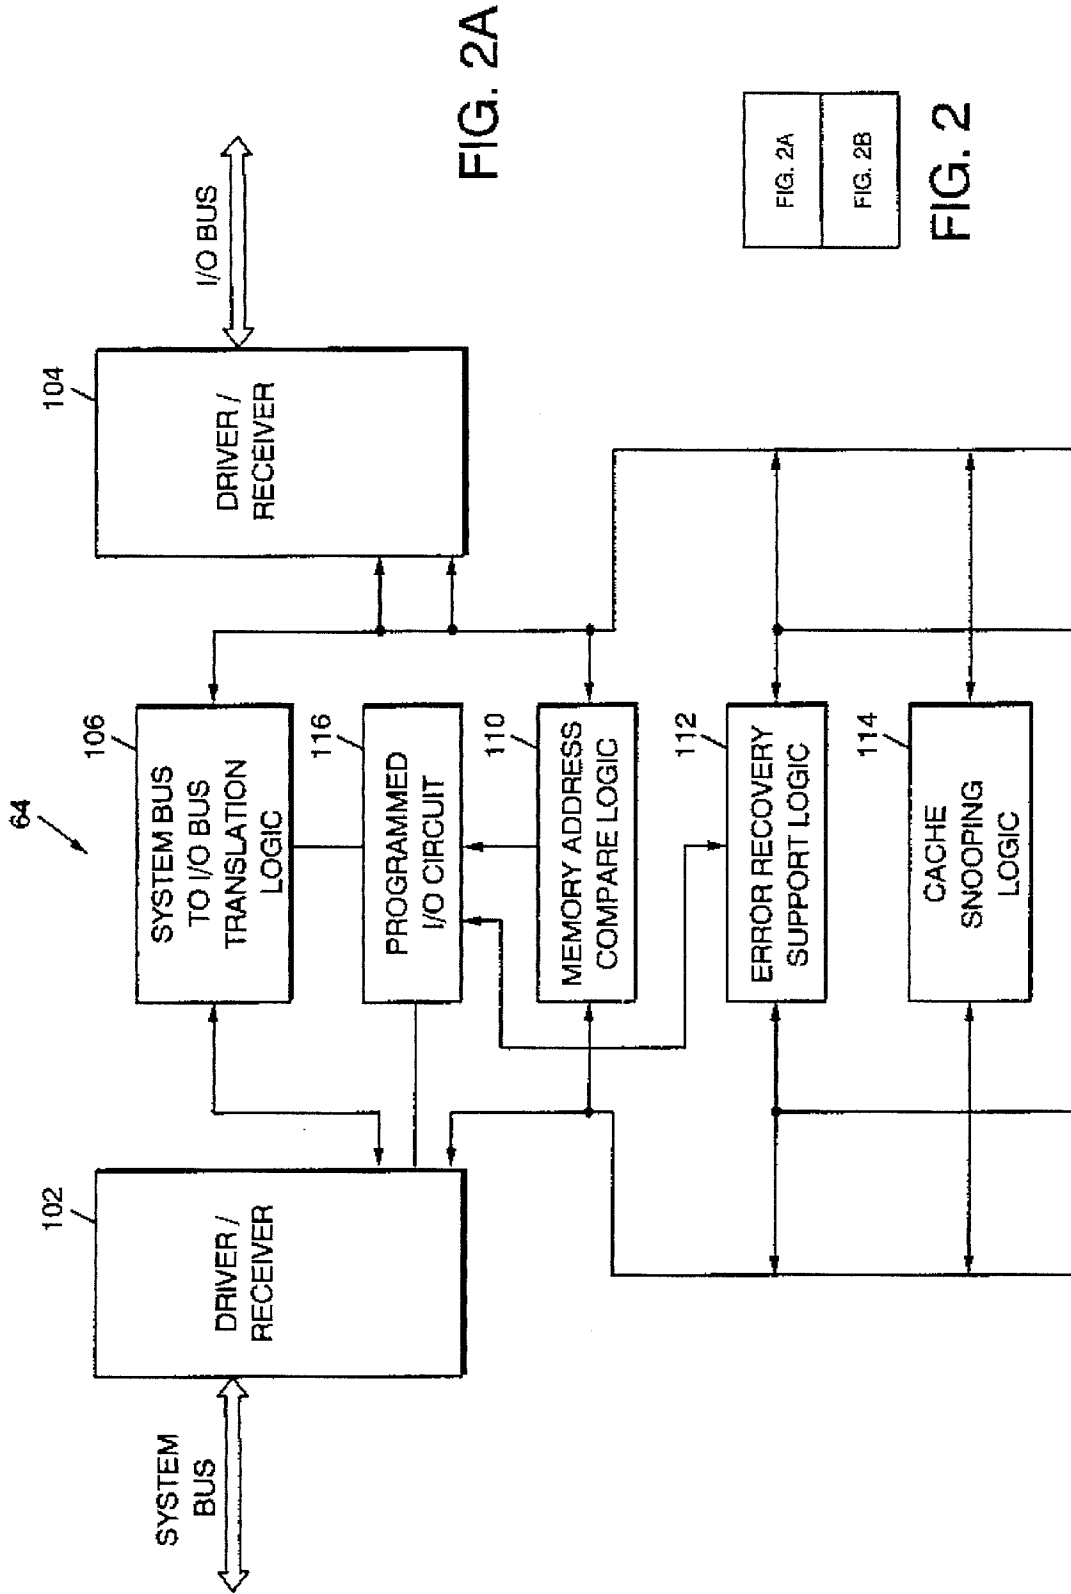 64
SYSTEM
BUS
102
DRIVER /
RECEIVER
106
SYSTEM BUS
TO I/O BUS
TRANSLATION
LOGIC
116
PROGRAMMED
I/O CIRCUIT
110
MEMORY ADDRESS
COMPARE LOGIC
112
ERROR RECOVERY
SUPPORT LOGIC
114
CACHE
SNOOPING
LOGIC
104
DRIVER /
RECEIVER
I/O BUS
FIG. 2A
FIG. 2A
FIG. 2B
FIG. 2